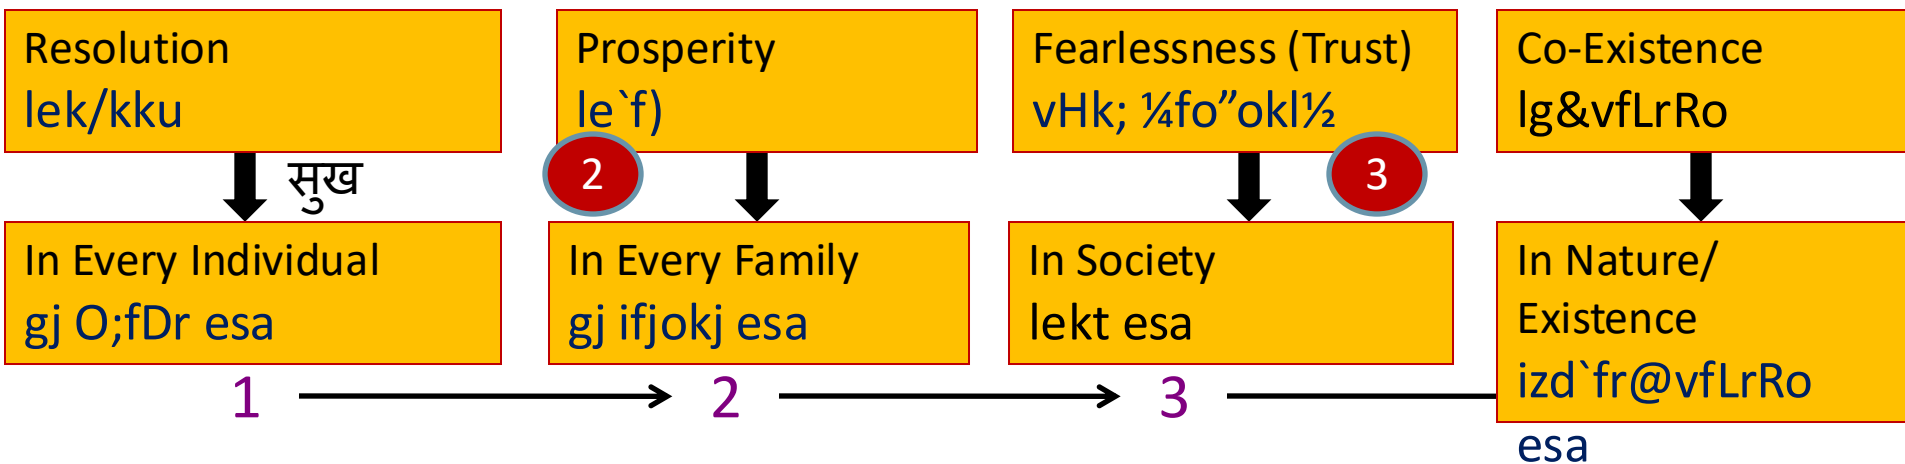 Resolution
lek/kku
Prosperity
le`f)
Fearlessness (Trust)
vHk; ¼fo”okl½
Co-Existence
lg&vfLrRo
सुख
2
3
In Every Individual
gj O;fDr esa
In Every Family
gj ifjokj esa
In Society
lekt esa
In Nature/
Existence
izd`fr@vfLrRo
esa
1
2
3